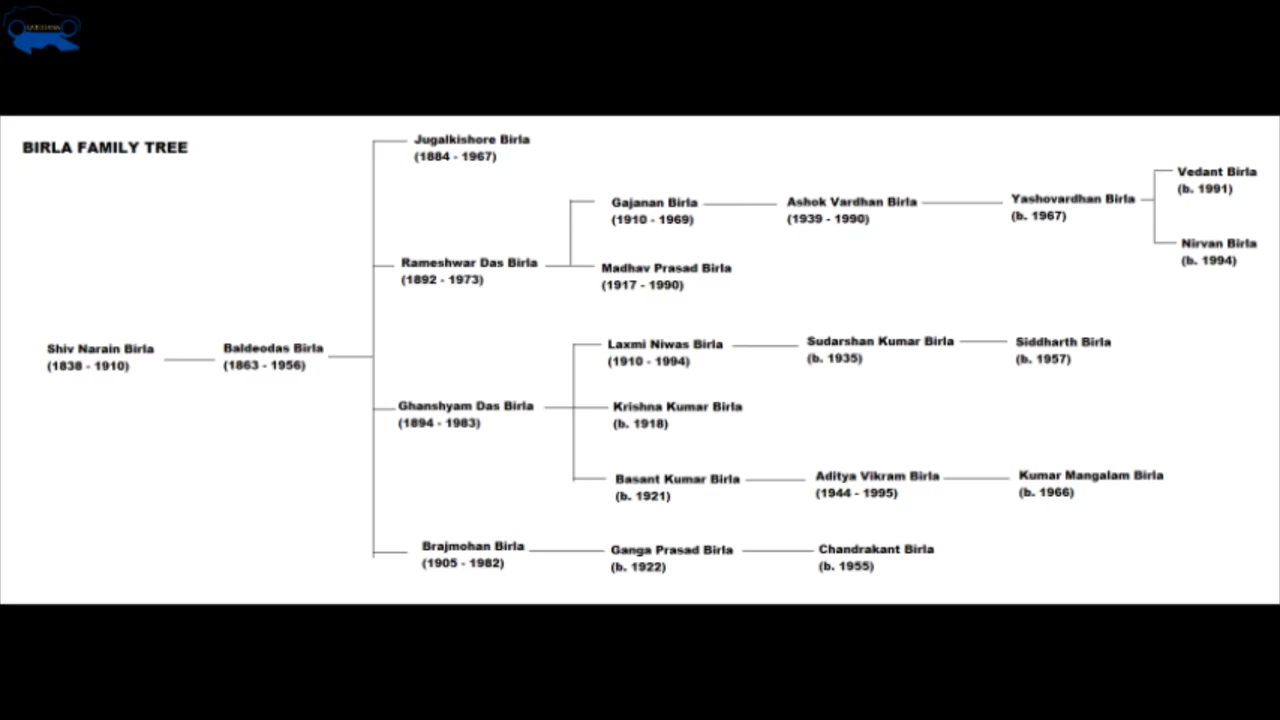 BIRLA FAMILY TREE
Jugalkishore Birla
(1884 - 1967)
Vedant Birla
(b. 1991)
Gajanan Birla
(1910 - 1969)
Ashok Vardhan Birla
(1939 - 1990)
Yashovardhan Birla
(b. 1967)
Nirvan Birla
(b. 1994)
Rameshwar Das Birla
(1892 - 1973)
Madhav Prasad Birla
(1917 - 1990)
Shiv Narain Birla
(1838 - 1910)
Baldeodas Birla
(1863 - 1956)
Laxmi Niwas Birla
(1910 - 1994)
Sudarshan Kumar Birla
(b. 1935)
Siddharth Birla
(b. 1957)
Ghanshyam Das Birla
(1894 - 1983)
Krishna Kumar Birla
(b. 1918)
Basant Kumar Birla
(b. 1921)
Aditya Vikram Birla
(1944 - 1995)
Kumar Mangalam Birla
(b. 1966)
Brajmohan Birla
(1905 - 1982)
Ganga Prasad Birla
(b. 1922)
Chandrakant Birla
(b. 1955)